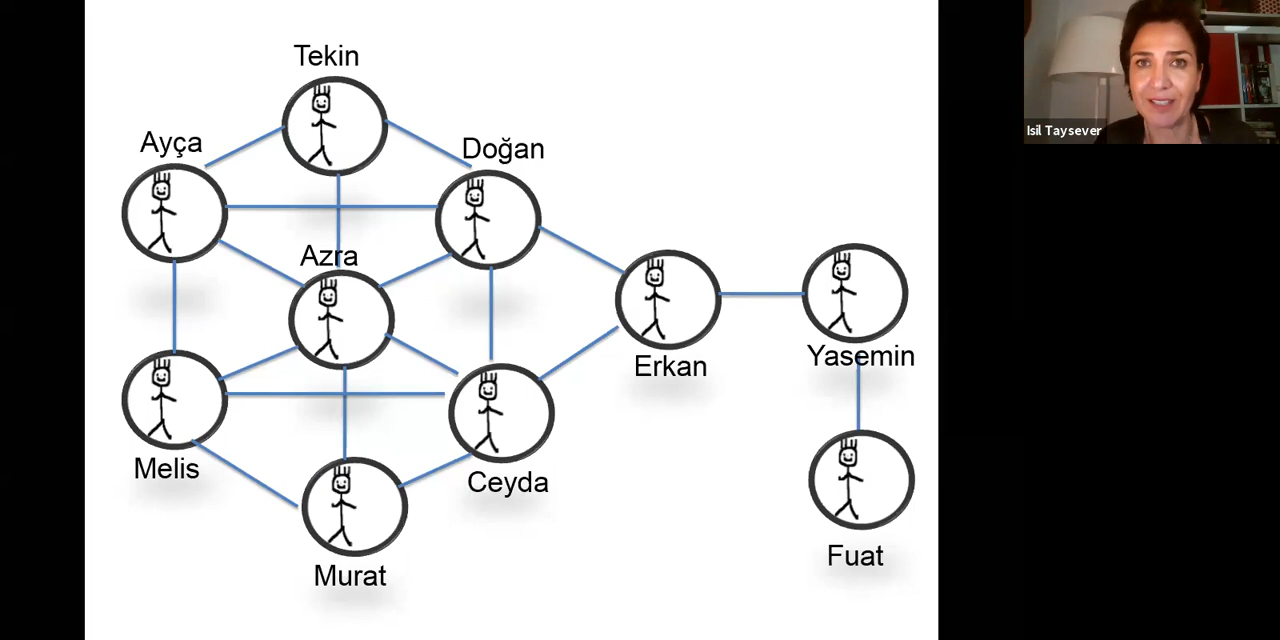 Tekin
Ayça
Doğan
Azra
Erkan
Yasemin
Melis
Ceyda
Fuat
Murat
Isil Taysever